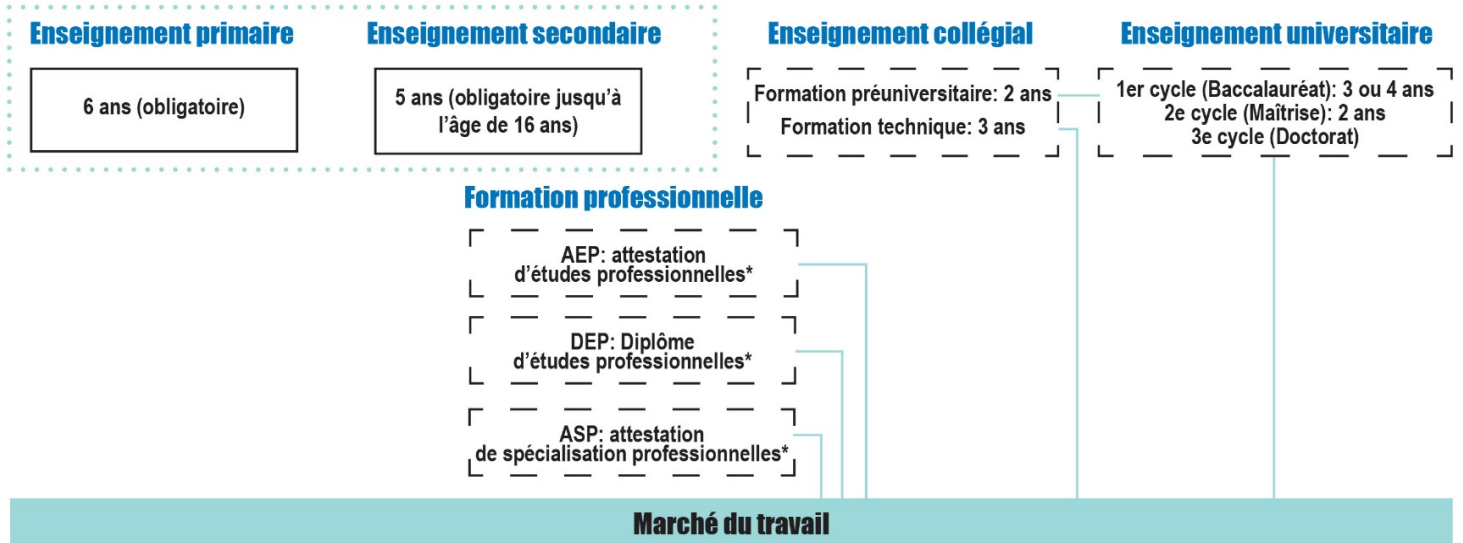 Enseignement primaire
6 ans (obligatoire)
Enseignement secondaire
5 ans (obligatoire jusqu'à
l'âge de 16 ans)
Enseignement collégial
Formation préuniversitaire: 2 ans
Formation technique: 3 ans
Enseignement universitaire
1er cycle (Baccalauréat): 3 ou 4 ans
2e cycle (Maîtrise): 2 ans
3e cycle (Doctorat)
Formation professionnelle
AEP: attestation
d'études professionnelles*
DEP: Diplôme
d'études professionnelles*
ASP: attestation
de spécialisation professionnelles*
Marché du travail